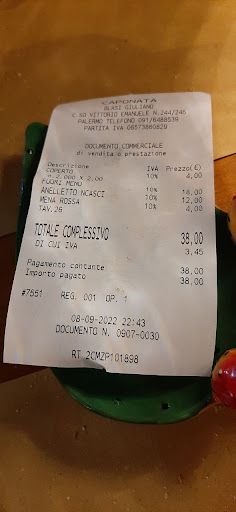 CAPONATA
BLASI GIULIANO
C.SO VITTORIO EMANUELE N.244/246
PALERMO TELEFONO 091/6488539
PARTITA IVA 06573860829
DOCUMENTO COMMERCIALE
di vendita o prestazione
Descrizione IVA Prezzo(€)
COPERTO 10% 4,00
n.2,000 x 2,00
FUORI MENU
ANELLETTO NCASCI 10% 18,00
MENA ROSSA 10% 12,00
TAV.26 10% 4,00
TOTALE COMPLESSIVO 38,00
DI CUI IVA 3,45
Pagamento contante 38,00
Importo pagato 38,00
#7551 REG. 001 OP. 1
08-09-2022 22:43
DOCUMENTO N. 0907-0030
RT 2CMZP101898